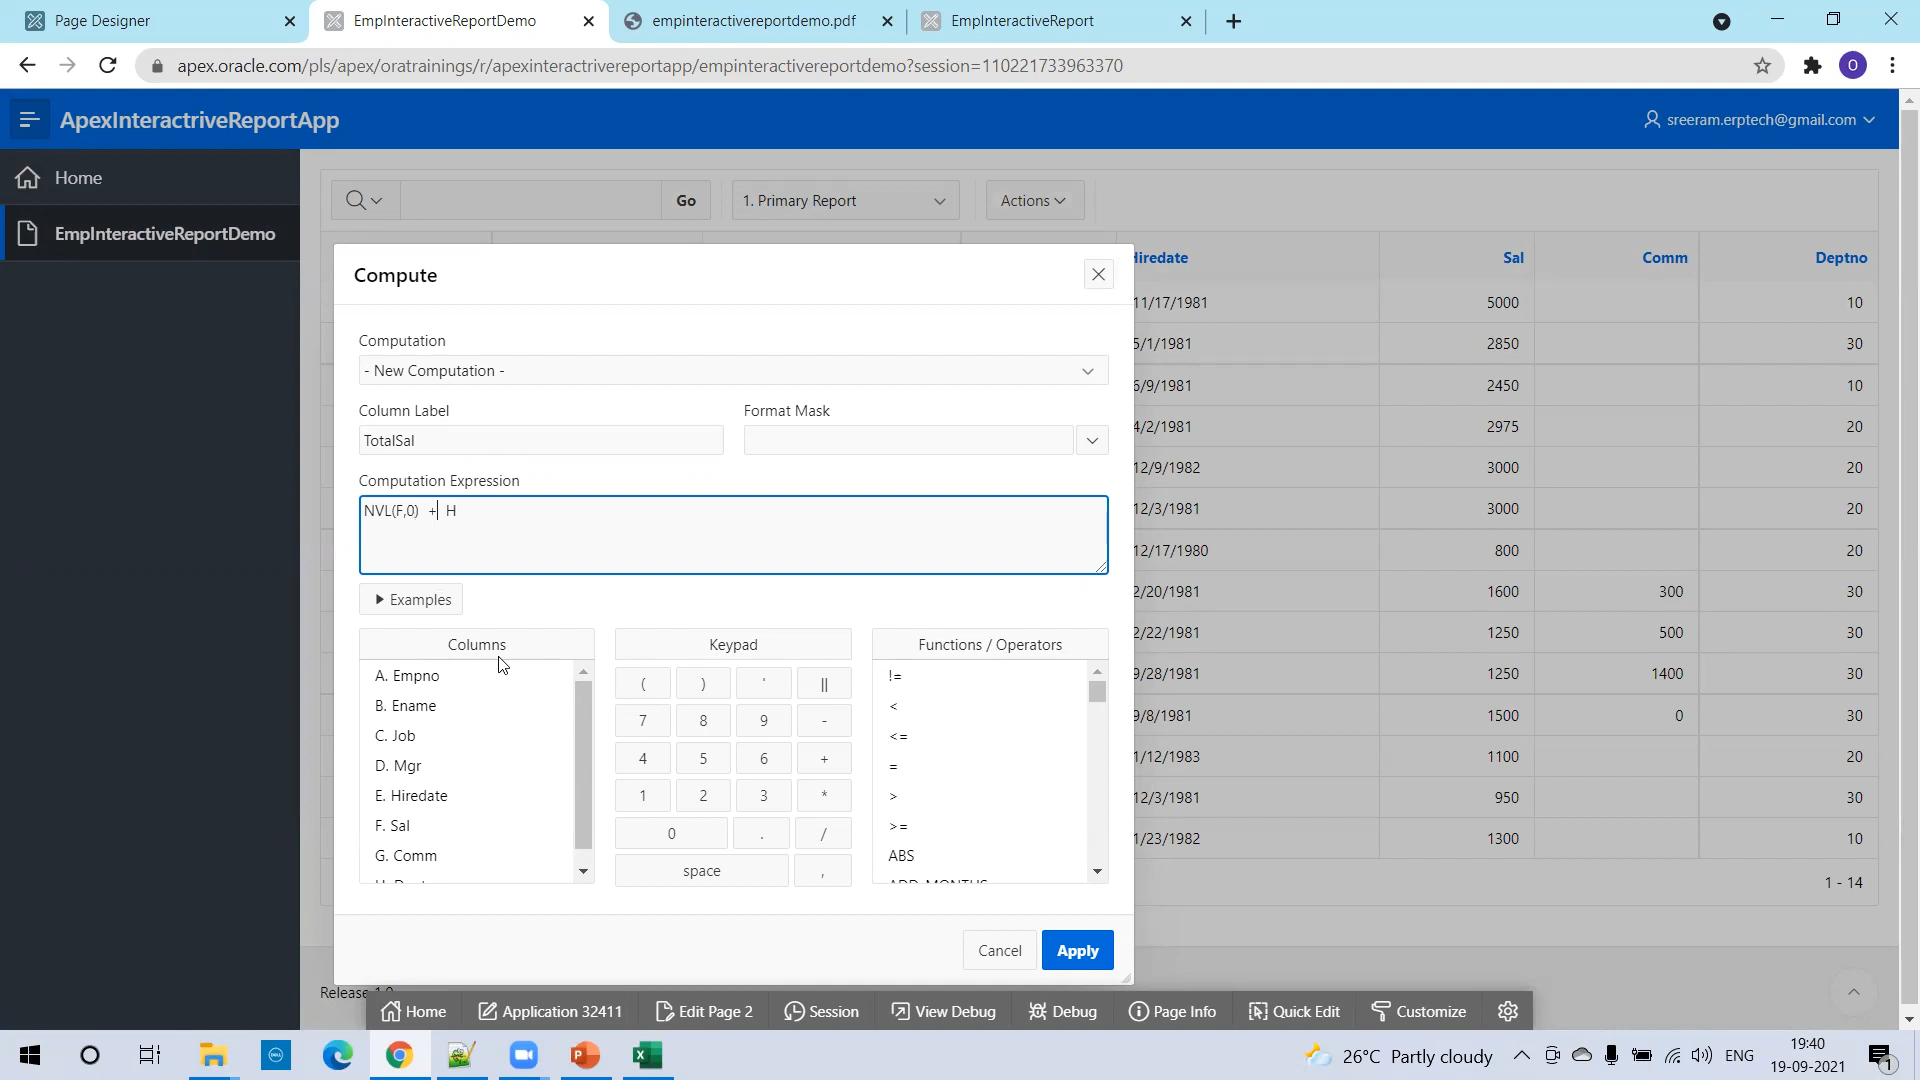 Page Designer
EmpInteractiveReportDemo
empinteractivereportdemo.pdf
EmpInteractiveReport
apex.oracle.com/pls/apex/oratrainings/r/apexinteractrivereportapp/empinteractivereportdemo?session=110221733963370
O
ApexInteractriveReportApp
sreeram.erptech@gmail.com
Home
EmpInteractiveReportDemo
Go
1. Primary Report
Actions
Hiredate Sal Comm Deptno
11/17/1981 5000 10
5/1/1981 2850 30
6/9/1981 2450 10
4/2/1981 2975 20
12/9/1982 3000 20
12/3/1981 3000 20
12/17/1980 800 20
2/20/1981 1600 300 30
2/22/1981 1250 500 30
9/28/1981 1250 1400 30
9/8/1981 1500 0 30
1/12/1983 1100 20
12/3/1981 950 30
1/23/1982 1300 10
1 - 14
Compute
Computation
- New Computation -
Column Label
Format Mask
TotalSal
Computation Expression
NVL(F,0) + H
Examples
Columns
A. Empno
B. Ename
C. Job
D. Mgr
E. Hiredate
F. Sal
G. Comm
Keypad
( ) ' ||
7 8 9 -
4 5 6 +
1 2 3 *
0 . /
space ,
Functions / Operators
!=
<
<=
=
>
>=
ABS
ADD_MONTHS
Cancel
Apply
Release 1.0
Home
Application 32411
Edit Page 2
Session
View Debug
Debug
Page Info
Quick Edit
Customize
DELL
26°C Partly cloudy
ENG
19:40
19-09-2021
1